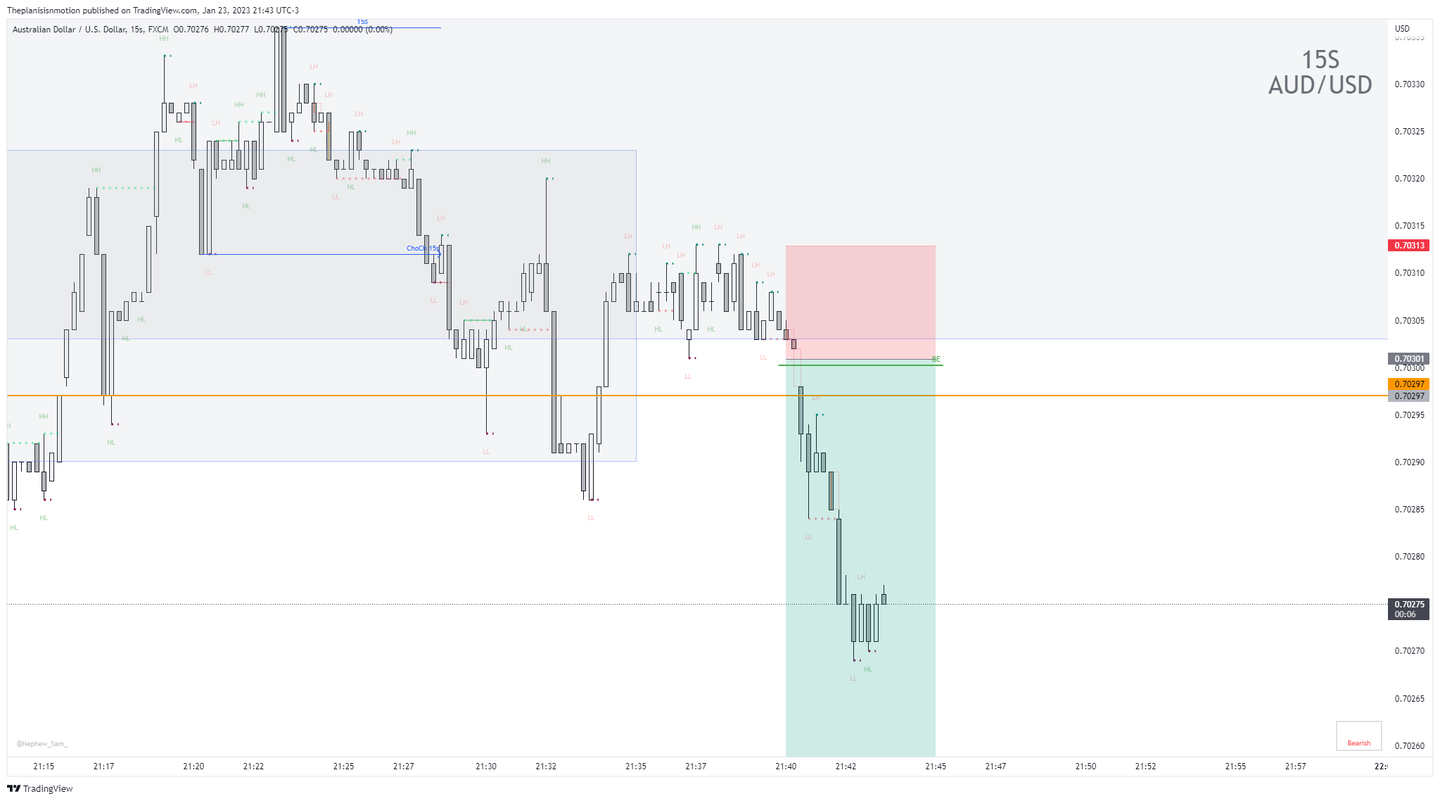 Theplanisisnmotion published on TradingView.com, Jan 23, 2023 21:43 UTC-3
15s
Australian Dollar / U.S. Dollar, 15s, FXCM O0.70276 H0.70277 L0.70275 C0.70275 0.00000 (0.00%)
USD
15S
AUD/USD
0.70335
0.70330
0.70325
0.70320
0.70315
0.70313
0.70310
0.70305
0.70301
0.70300
0.70297
0.70297
0.70295
0.70290
0.70285
0.70280
0.70275
00:06
0.70270
0.70265
0.70260
HH
LH
LH
HH
HH
LH
HL
LH
LH
HH
LH
HL
HL
HL
HH
HH
HL
LL
HL
LH
ChoCh 15s
LL
LH
HH
LH
LH
LH
LH
LH
LL
HL
HL
HL
HL
HL
HL
LL
LL
BE
LH
HH
HL
LL
HL
HL
LL
LL
LH
HL
LL
@Nephew_Sam_
Bearish
21:15 21:17 21:20 21:22 21:25 21:27 21:30 21:32 21:35 21:37 21:40 21:42 21:45 21:47 21:50 21:52 21:55 21:57
TradingView